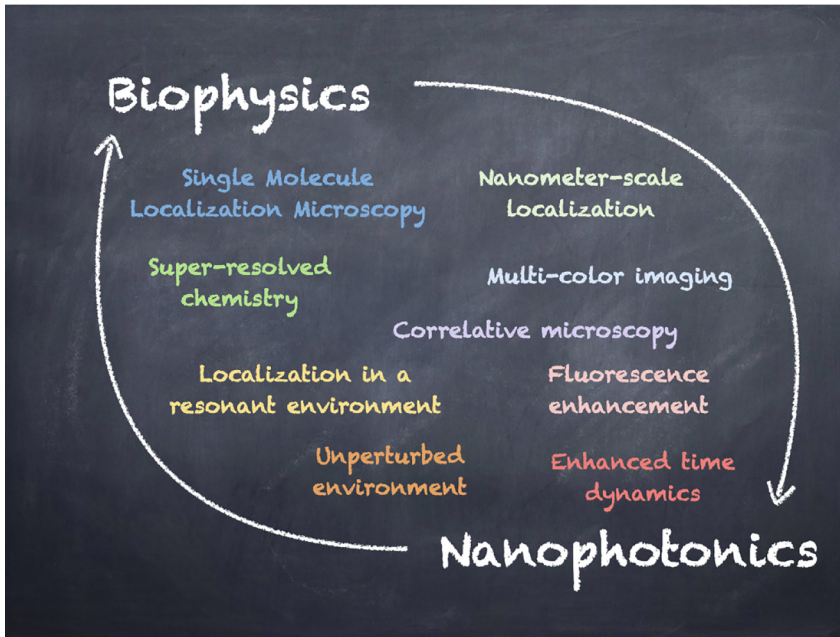 Biophysics
Single Molecule
Localization Microscopy
Nanometer-scale
localization
Super-resolved
chemistry
Multi-color imaging
Correlative microscopy
Localization in a
resonant environment
Fluorescence
enhancement
Unperturbed
environment
Enhanced time
dynamics
Nanophotonics